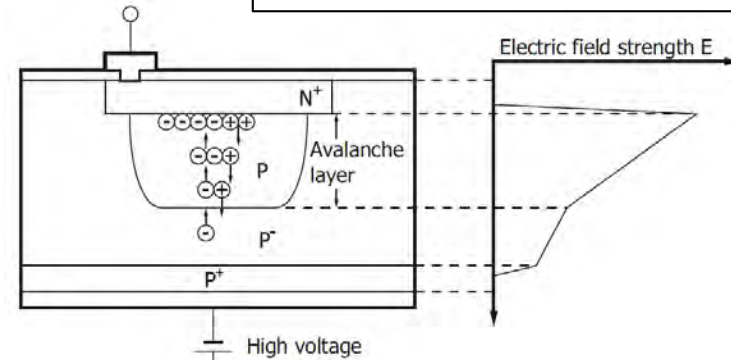 Electric field strength E
N+
⊖⊖⊖⊖⊖⊕⊕
⊖⊖⊕
P
Avalanche
layer
⊖⊕
⊖
P-
P+
High voltage